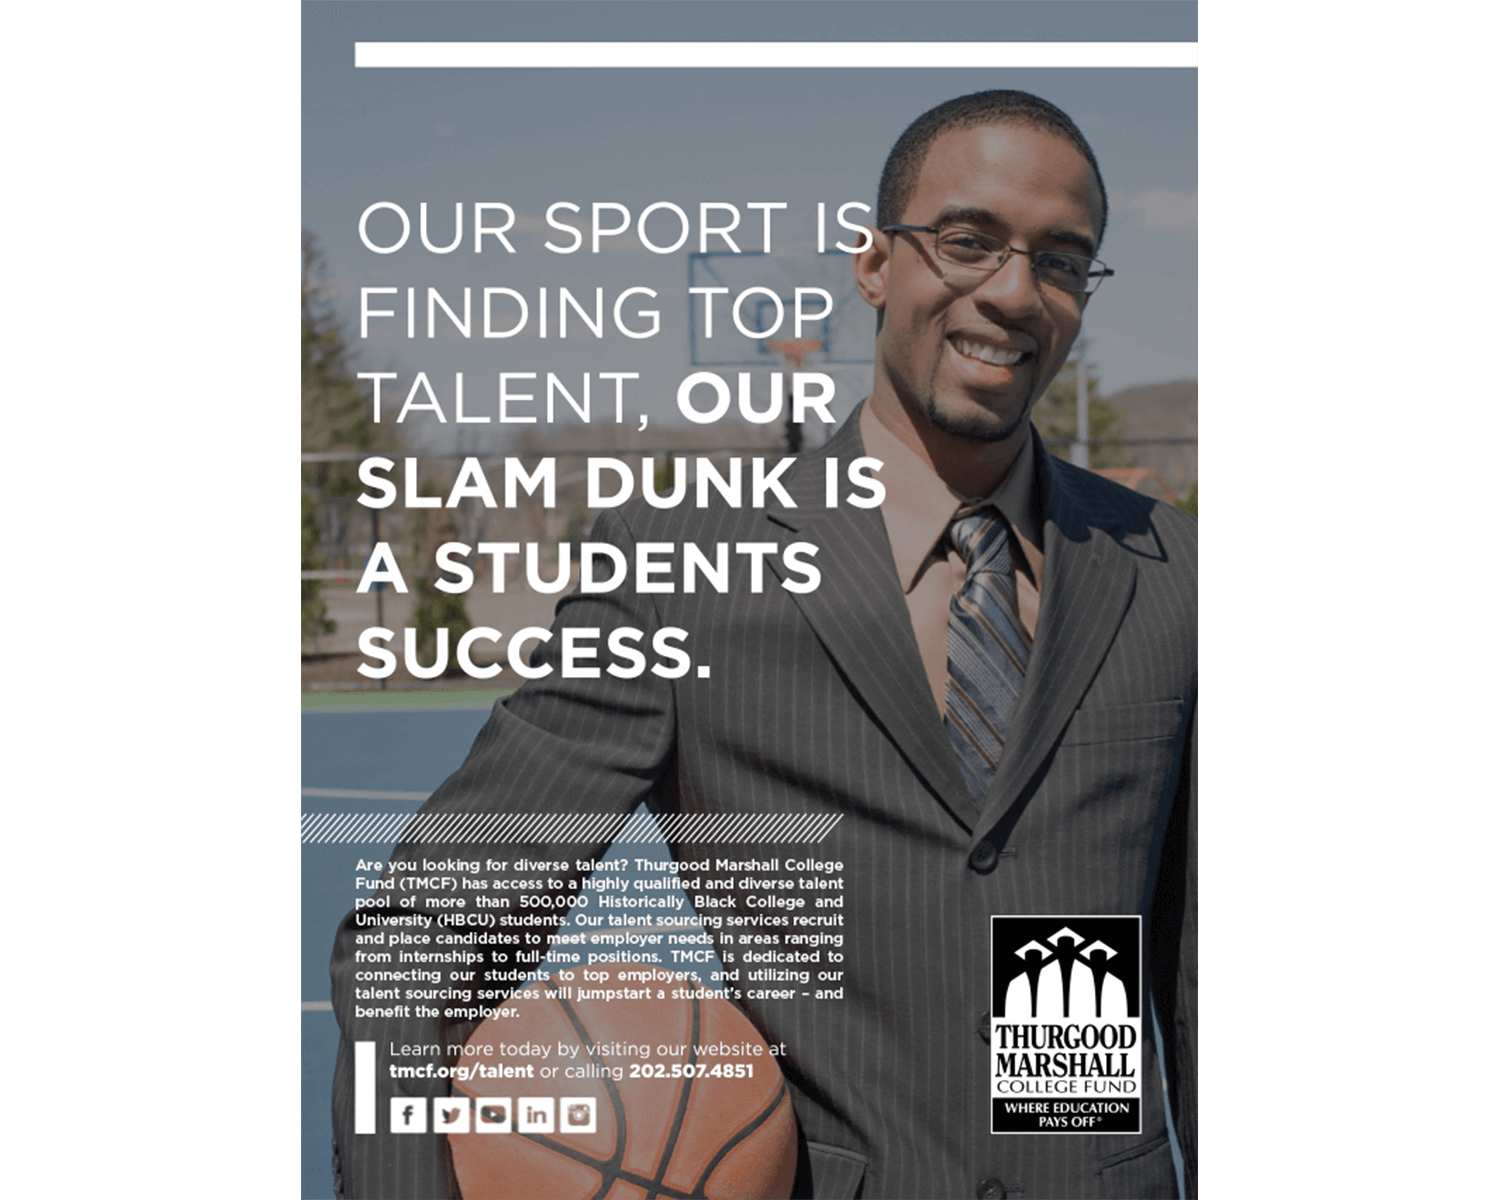 OUR SPORT IS
FINDING TOP
TALENT, OUR
SLAM DUNK IS
A STUDENTS
SUCCESS.
Are you looking for diverse talent? Thurgood Marshall College
Fund (TMCF) has access to a highly qualified and diverse talent
pool of more than 500,000 Historically Black College and
University (HBCU) students. Our talent sourcing services recruit
and place candidates to meet employer needs in areas ranging
from internships to full-time positions. TMCF is dedicated to
connecting our students to top employers, and utilizing our
talent sourcing services will jumpstart a student's career – and
benefit the employer.
Learn more today by visiting our website at
tmcf.org/talent or calling 202.507.4851
THURGOOD
MARSHALL
COLLEGE FUND
WHERE EDUCATION
PAYS OFF®